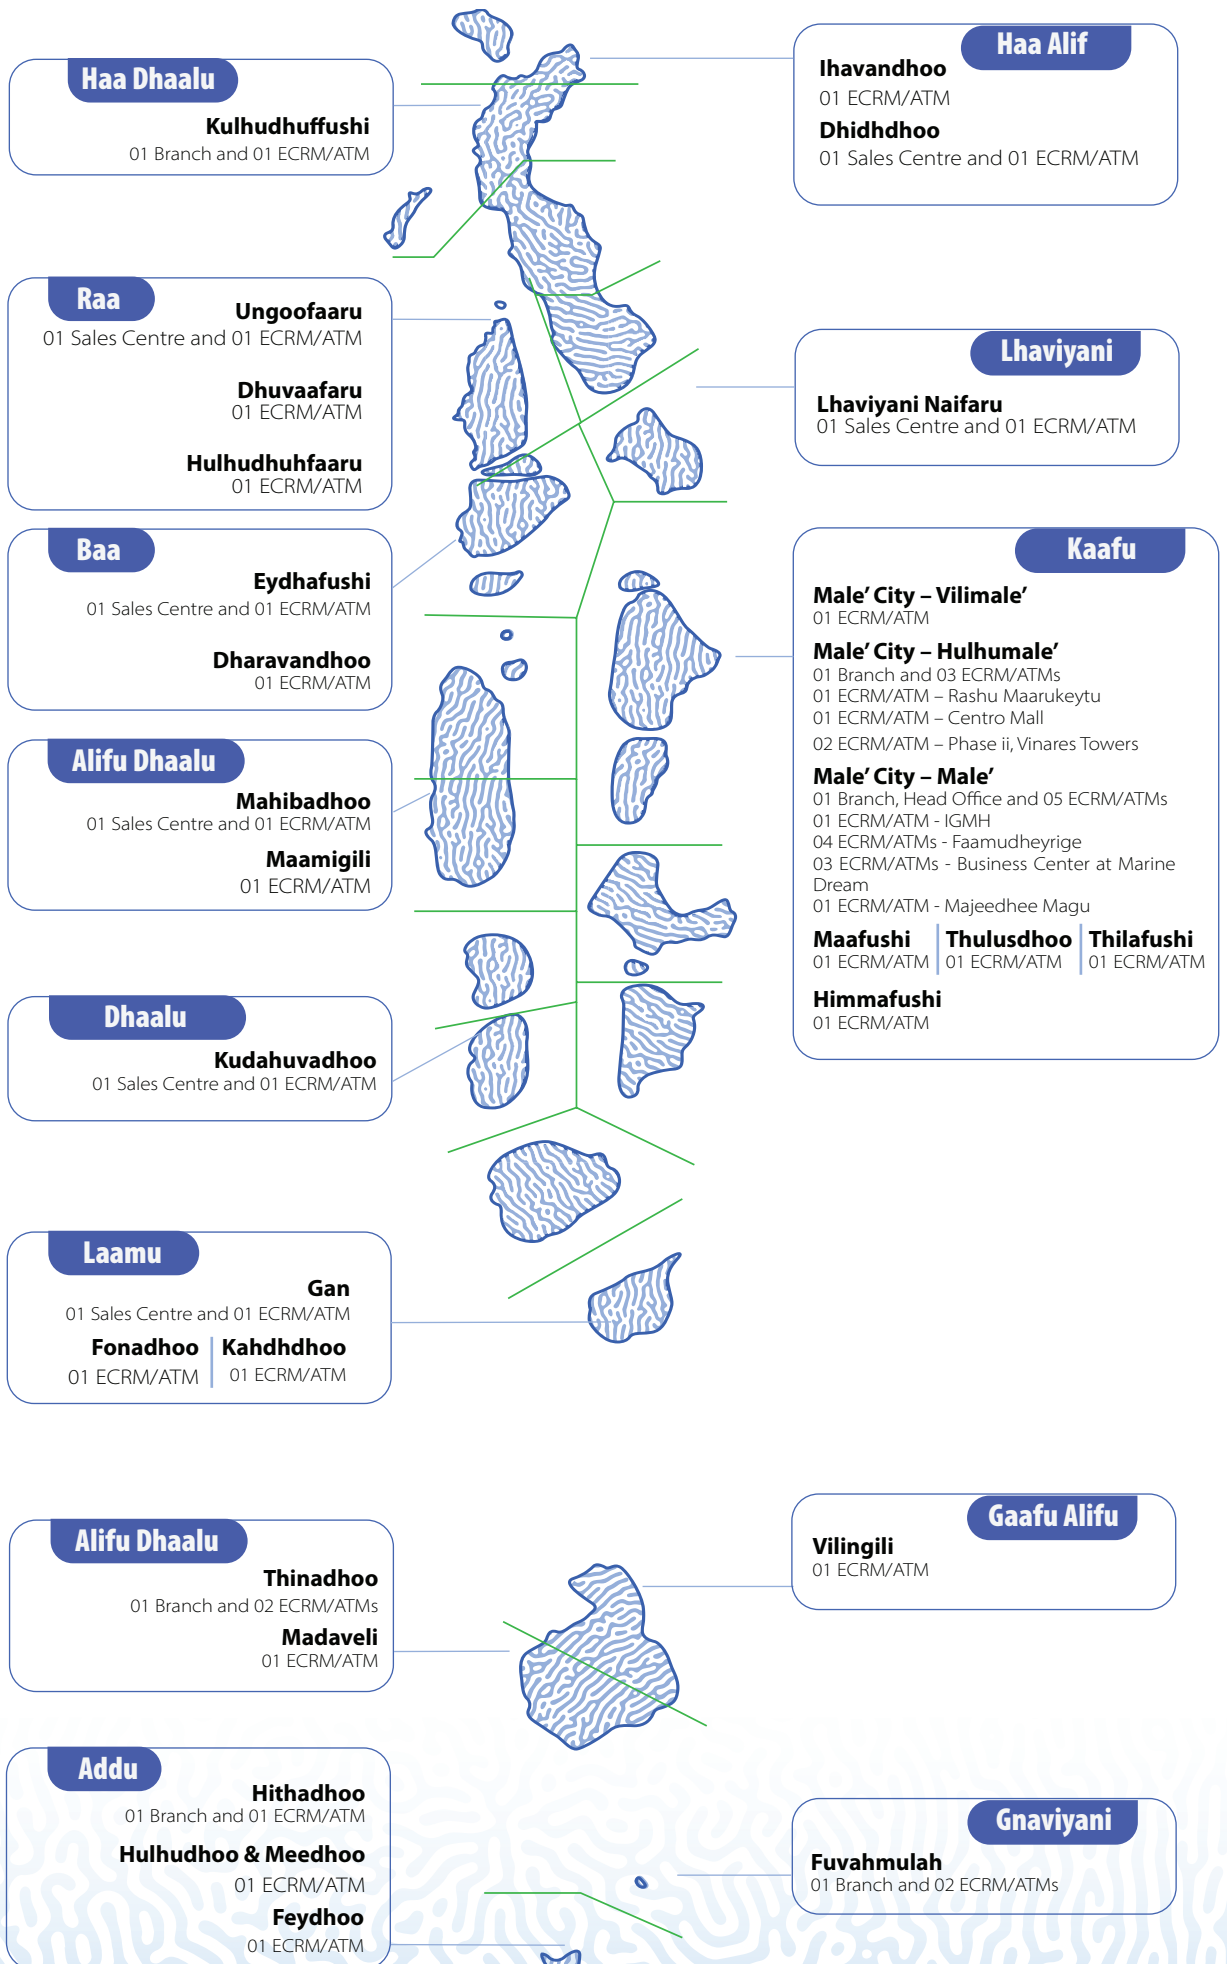 Haa Dhaalu
Kulhudhuffushi
01 Branch and 01 ECRM/ATM
Haa Alif
Ihavandhoo
01 ECRM/ATM
Dhidhdhoo
01 Sales Centre and 01 ECRM/ATM
Raa
Ungoofaaru
01 Sales Centre and 01 ECRM/ATM
Dhuvaafaru
01 ECRM/ATM
Hulhudhuhfaaru
01 ECRM/ATM
Lhaviyani
Lhaviyani Naifaru
01 Sales Centre and 01 ECRM/ATM
Baa
Eydhafushi
01 Sales Centre and 01 ECRM/ATM
Dharavandhoo
01 ECRM/ATM
Kaafu
Male’ City – Vilimale’
01 ECRM/ATM
Male’ City – Hulhumale’
01 Branch and 03 ECRM/ATMs
01 ECRM/ATM – Rashu Maarukeytu
01 ECRM/ATM – Centro Mall
02 ECRM/ATM – Phase ii, Vinares Towers
Male’ City – Male’
01 Branch, Head Office and 05 ECRM/ATMs
01 ECRM/ATM - IGMH
04 ECRM/ATMs - Faamudheyrige
03 ECRM/ATMs - Business Center at Marine
Dream
01 ECRM/ATM - Majeedhee Magu
Maafushi
01 ECRM/ATM
Thulusdhoo
01 ECRM/ATM
Thilafushi
01 ECRM/ATM
Himmafushi
01 ECRM/ATM
Alifu Dhaalu
Mahibadhoo
01 Sales Centre and 01 ECRM/ATM
Maamigili
01 ECRM/ATM
Dhaalu
Kudahuvadhoo
01 Sales Centre and 01 ECRM/ATM
Laamu
Gan
01 Sales Centre and 01 ECRM/ATM
Fonadhoo
01 ECRM/ATM
Kahdhdhoo
01 ECRM/ATM
Alifu Dhaalu
Thinadhoo
01 Branch and 02 ECRM/ATMs
Madaveli
01 ECRM/ATM
Gaafu Alifu
Vilingili
01 ECRM/ATM
Addu
Hithadhoo
01 Branch and 01 ECRM/ATM
Hulhudhoo & Meedhoo
01 ECRM/ATM
Feydhoo
01 ECRM/ATM
Gnaviyani
Fuvahmulah
01 Branch and 02 ECRM/ATMs